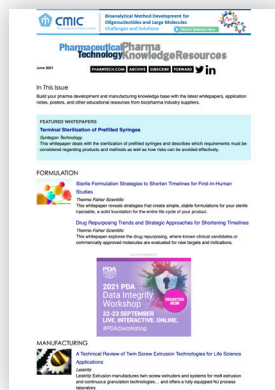 CMIC
Bioanalytical Method Development for
Oligonucleotides and Large Molecules
Challenges and Solutions
PharmaceuticalPharma
TechnologyKnowledgeResources
June 2021
PHARMTECH.COM ARCHIVE SUBSCRIBE FORWARD
In This Issue
Build your pharma development and manufacturing knowledge base with the latest whitepapers, application
notes, posters, and other educational resources from biopharma industry suppliers.
FEATURED WHITEPAPERS
Terminal Sterilization of Prefilled Syringes
Syntegon Technology
This whitepaper deals with the sterilization of prefilled syringes and describes which requirements must be
considered regarding products and methods as well as how risks can be avoided effectively.
FORMULATION
Sterile Formulation Strategies to Shorten Timelines for First-In-Human
Studies
Thermo Fisher Scientific
This whitepaper reveals strategies that create simple, stable formulations for your sterile
injectable, a solid foundation for the entire life cycle of your product.
Drug Repurposing Trends and Strategic Approaches for Shortening Timelines
Thermo Fisher Scientific
This whitepaper explores the drug repurposing, where known clinical candidates or
commercially approved molecules are evaluated for new targets and indications.
PDA
2021 PDA
Data Integrity
Workshop
REGISTER
NOW
22-23 SEPTEMBER
LIVE. INTERACTIVE. ONLINE.
#PDAdiworkshop
MANUFACTURING
A Technical Review of Twin Screw Extrusion Technologies for Life Science
Applications
Leistritz
Leistritz Extrusion manufactures twin screw extruders and systems for melt extrusion
and continuous granulation technologies... and offers a fully equipped NJ process
laboratory.